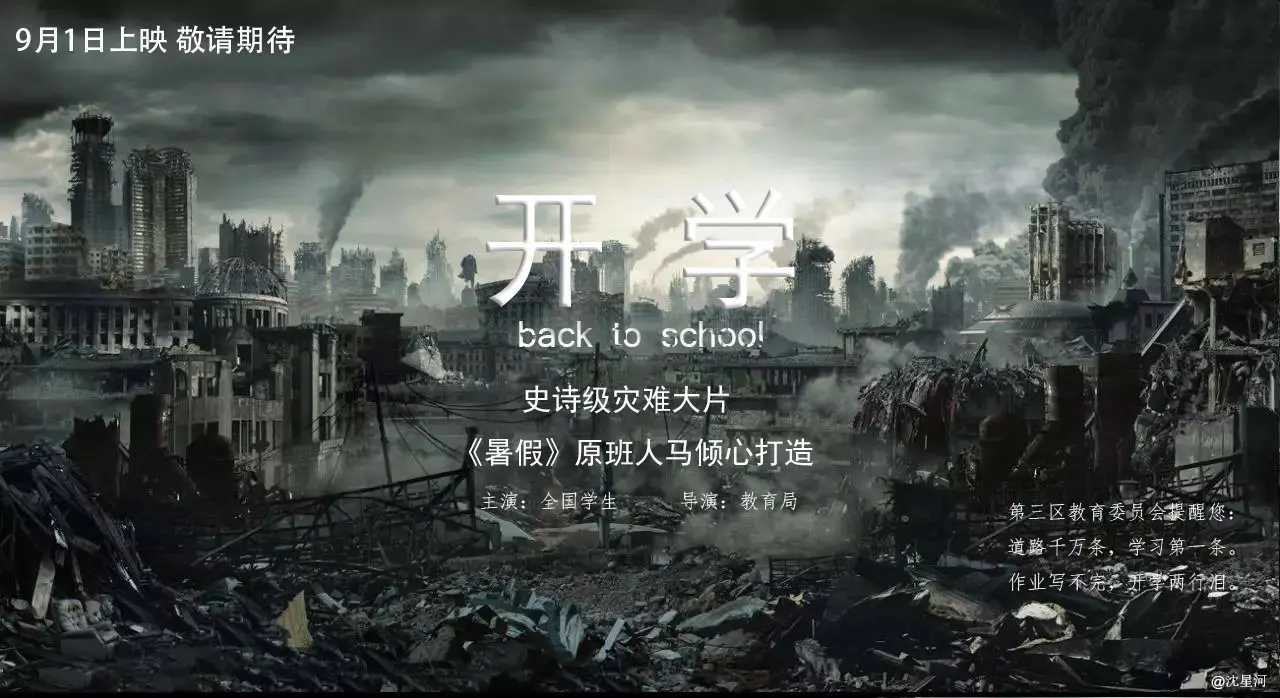 9月1日上映 敬请期待
开 学
back to school
史诗级灾难大片
《暑假》原班人马倾心打造
主演：全国学生 导演：教育局
第三区教育委员会提醒您：
道路千万条，学习第一条。
作业写不完，开学两行泪。
@沈星河